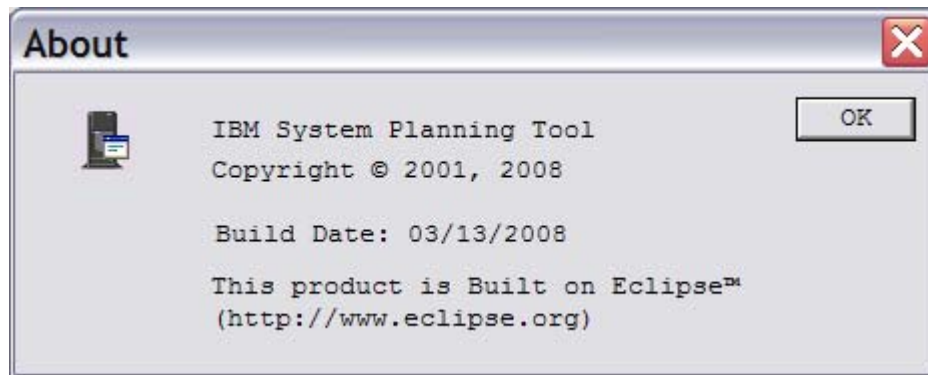 About
OK
IBM System Planning Tool
Copyright © 2001, 2008
Build Date: 03/13/2008
This product is Built on Eclipse™
(http://www.eclipse.org)